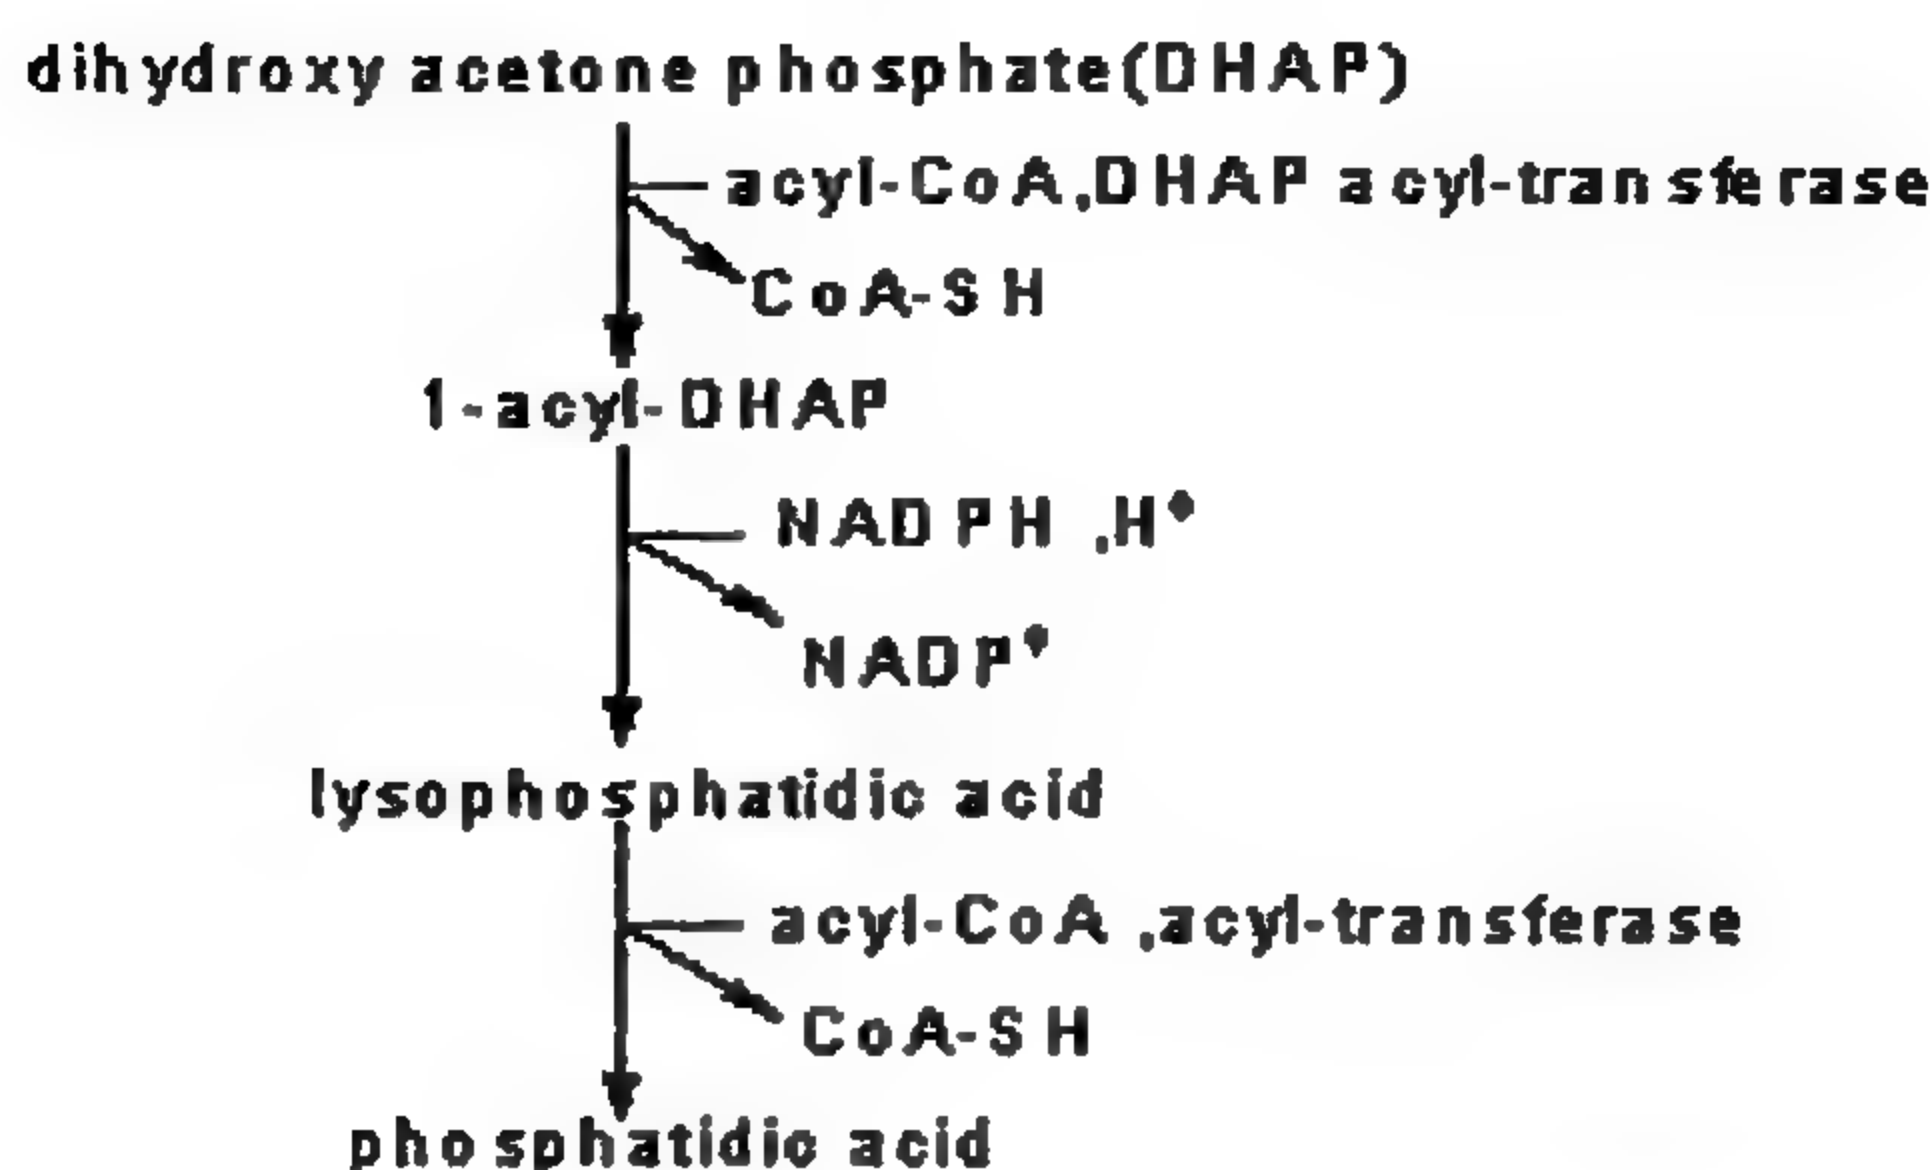 dihydroxy acetone phosphate(DHAP)
acyl-CoA,DHAP acyl-transferase
CoA-SH
1-acyl-DHAP
NADPH ,H⁺
NADP⁺
lysophosphatidic acid
acyl-CoA ,acyl-transferase
CoA-SH
phosphatidic acid